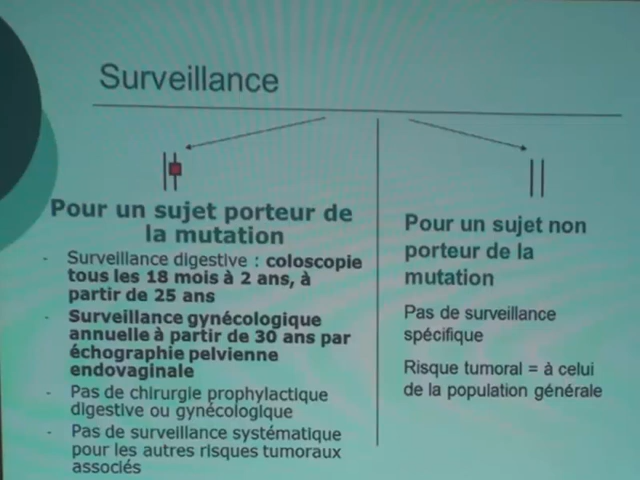 Surveillance
Pour un sujet porteur de
la mutation
- Surveillance digestive : coloscopie
tous les 18 mois à 2 ans, à
partir de 25 ans
- Surveillance gynécologique
annuelle à partir de 30 ans par
échographie pelvienne
endovaginale
- Pas de chirurgie prophylactique
digestive ou gynécologique
- Pas de surveillance systématique
pour les autres risques tumoraux
associés
Pour un sujet non
porteur de la
mutation
Pas de surveillance
spécifique
Risque tumoral = à celui
de la population générale